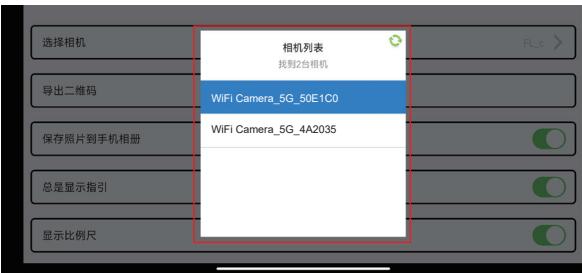 选择相机
FL_c
导出二维码
保存照片到手机相册
总是显示指引
显示比例尺
相机列表
找到2台相机
WiFi Camera_5G_50E1C0
WiFi Camera_5G_4A2035